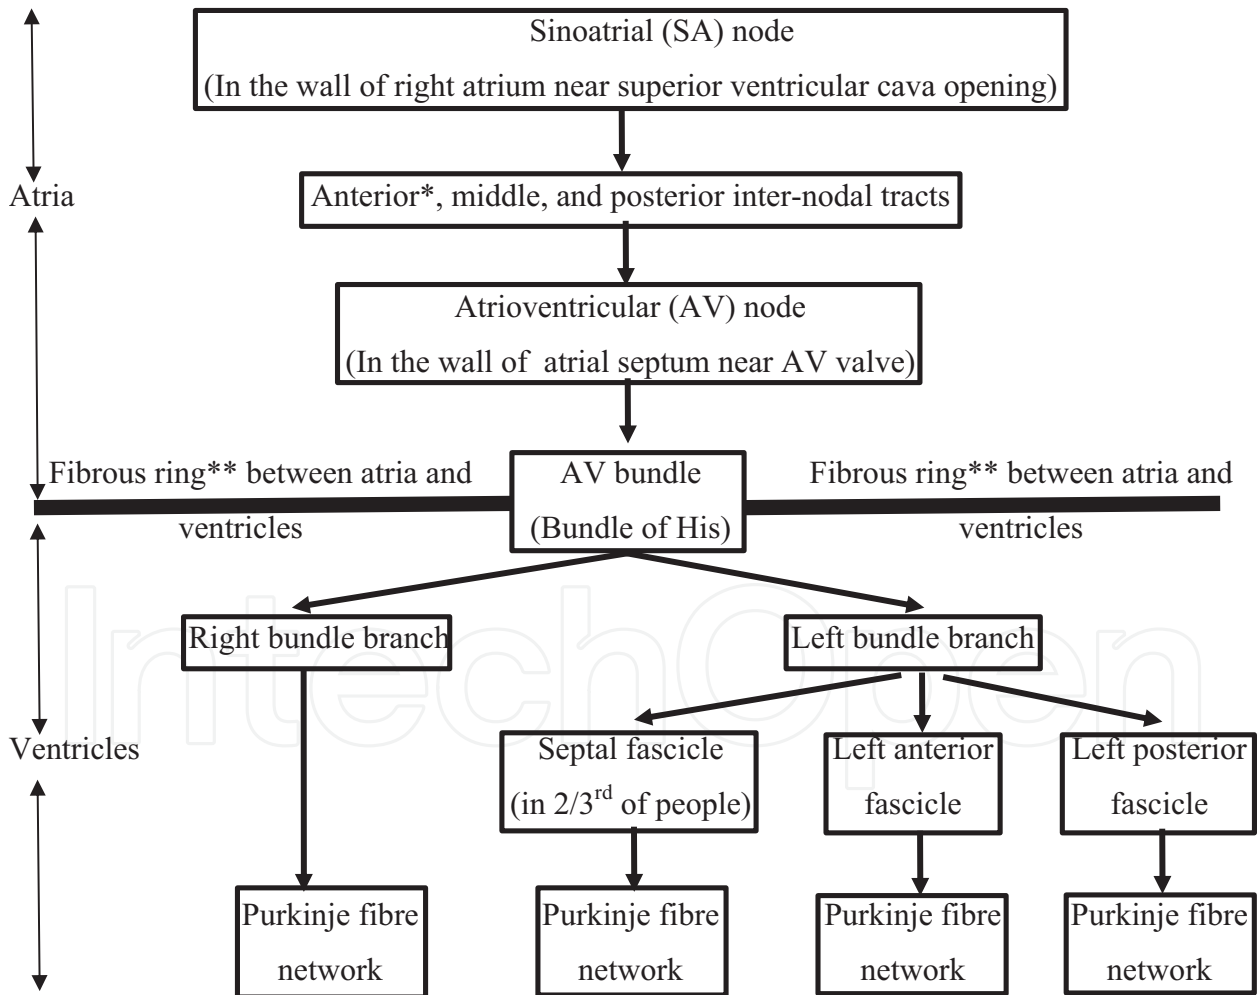 Sinoatrial (SA) node
(In the wall of right atrium near superior ventricular cava opening)
Atria
Anterior*, middle, and posterior inter-nodal tracts
Atrioventricular (AV) node
(In the wall of atrial septum near AV valve)
Fibrous ring** between atria and
ventricles
AV bundle
(Bundle of His)
Fibrous ring** between atria and
ventricles
Right bundle branch
Left bundle branch
IntechOpen
Ventricles
Septal fascicle
(in 2/3rd of people)
Left anterior
fascicle
Left posterior
fascicle
Purkinje fibre
network
Purkinje fibre
network
Purkinje fibre
network
Purkinje fibre
network